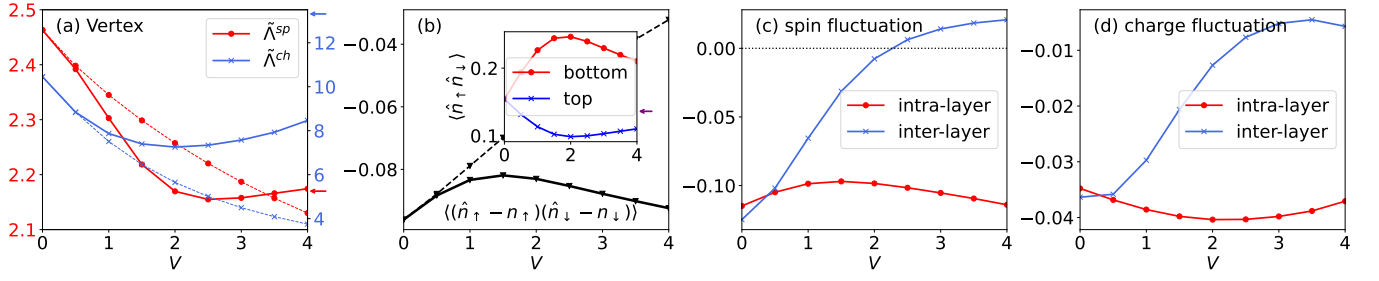 (a) Vertex
Λ̃^sp
Λ̃^ch
2.5
2.4
2.3
2.2
2.1
12
10
8
6
4
0 1 2 3 4
V
(b)
−0.04
−0.06
−0.08
⟨n̂↑n̂↓⟩
0.2
0.1
bottom
top
0 2 4
⟨(n̂↑ − n↑)(n̂↓ − n↓)⟩
0 1 2 3 4
V
(c) spin fluctuation
0.00
−0.05
−0.10
intra-layer
inter-layer
0 1 2 3 4
V
(d) charge fluctuation
−0.01
−0.02
−0.03
−0.04
intra-layer
inter-layer
0 1 2 3 4
V